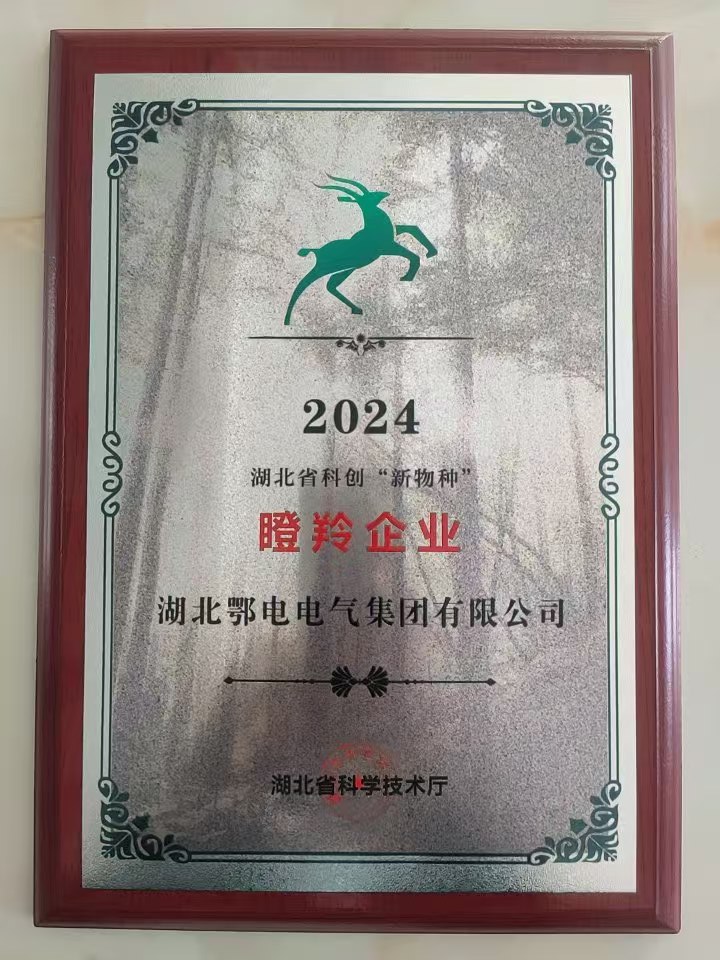 2024
湖北省科创“新物种”
瞪羚企业
湖北鄂电电气集团有限公司
湖北省科学技术厅